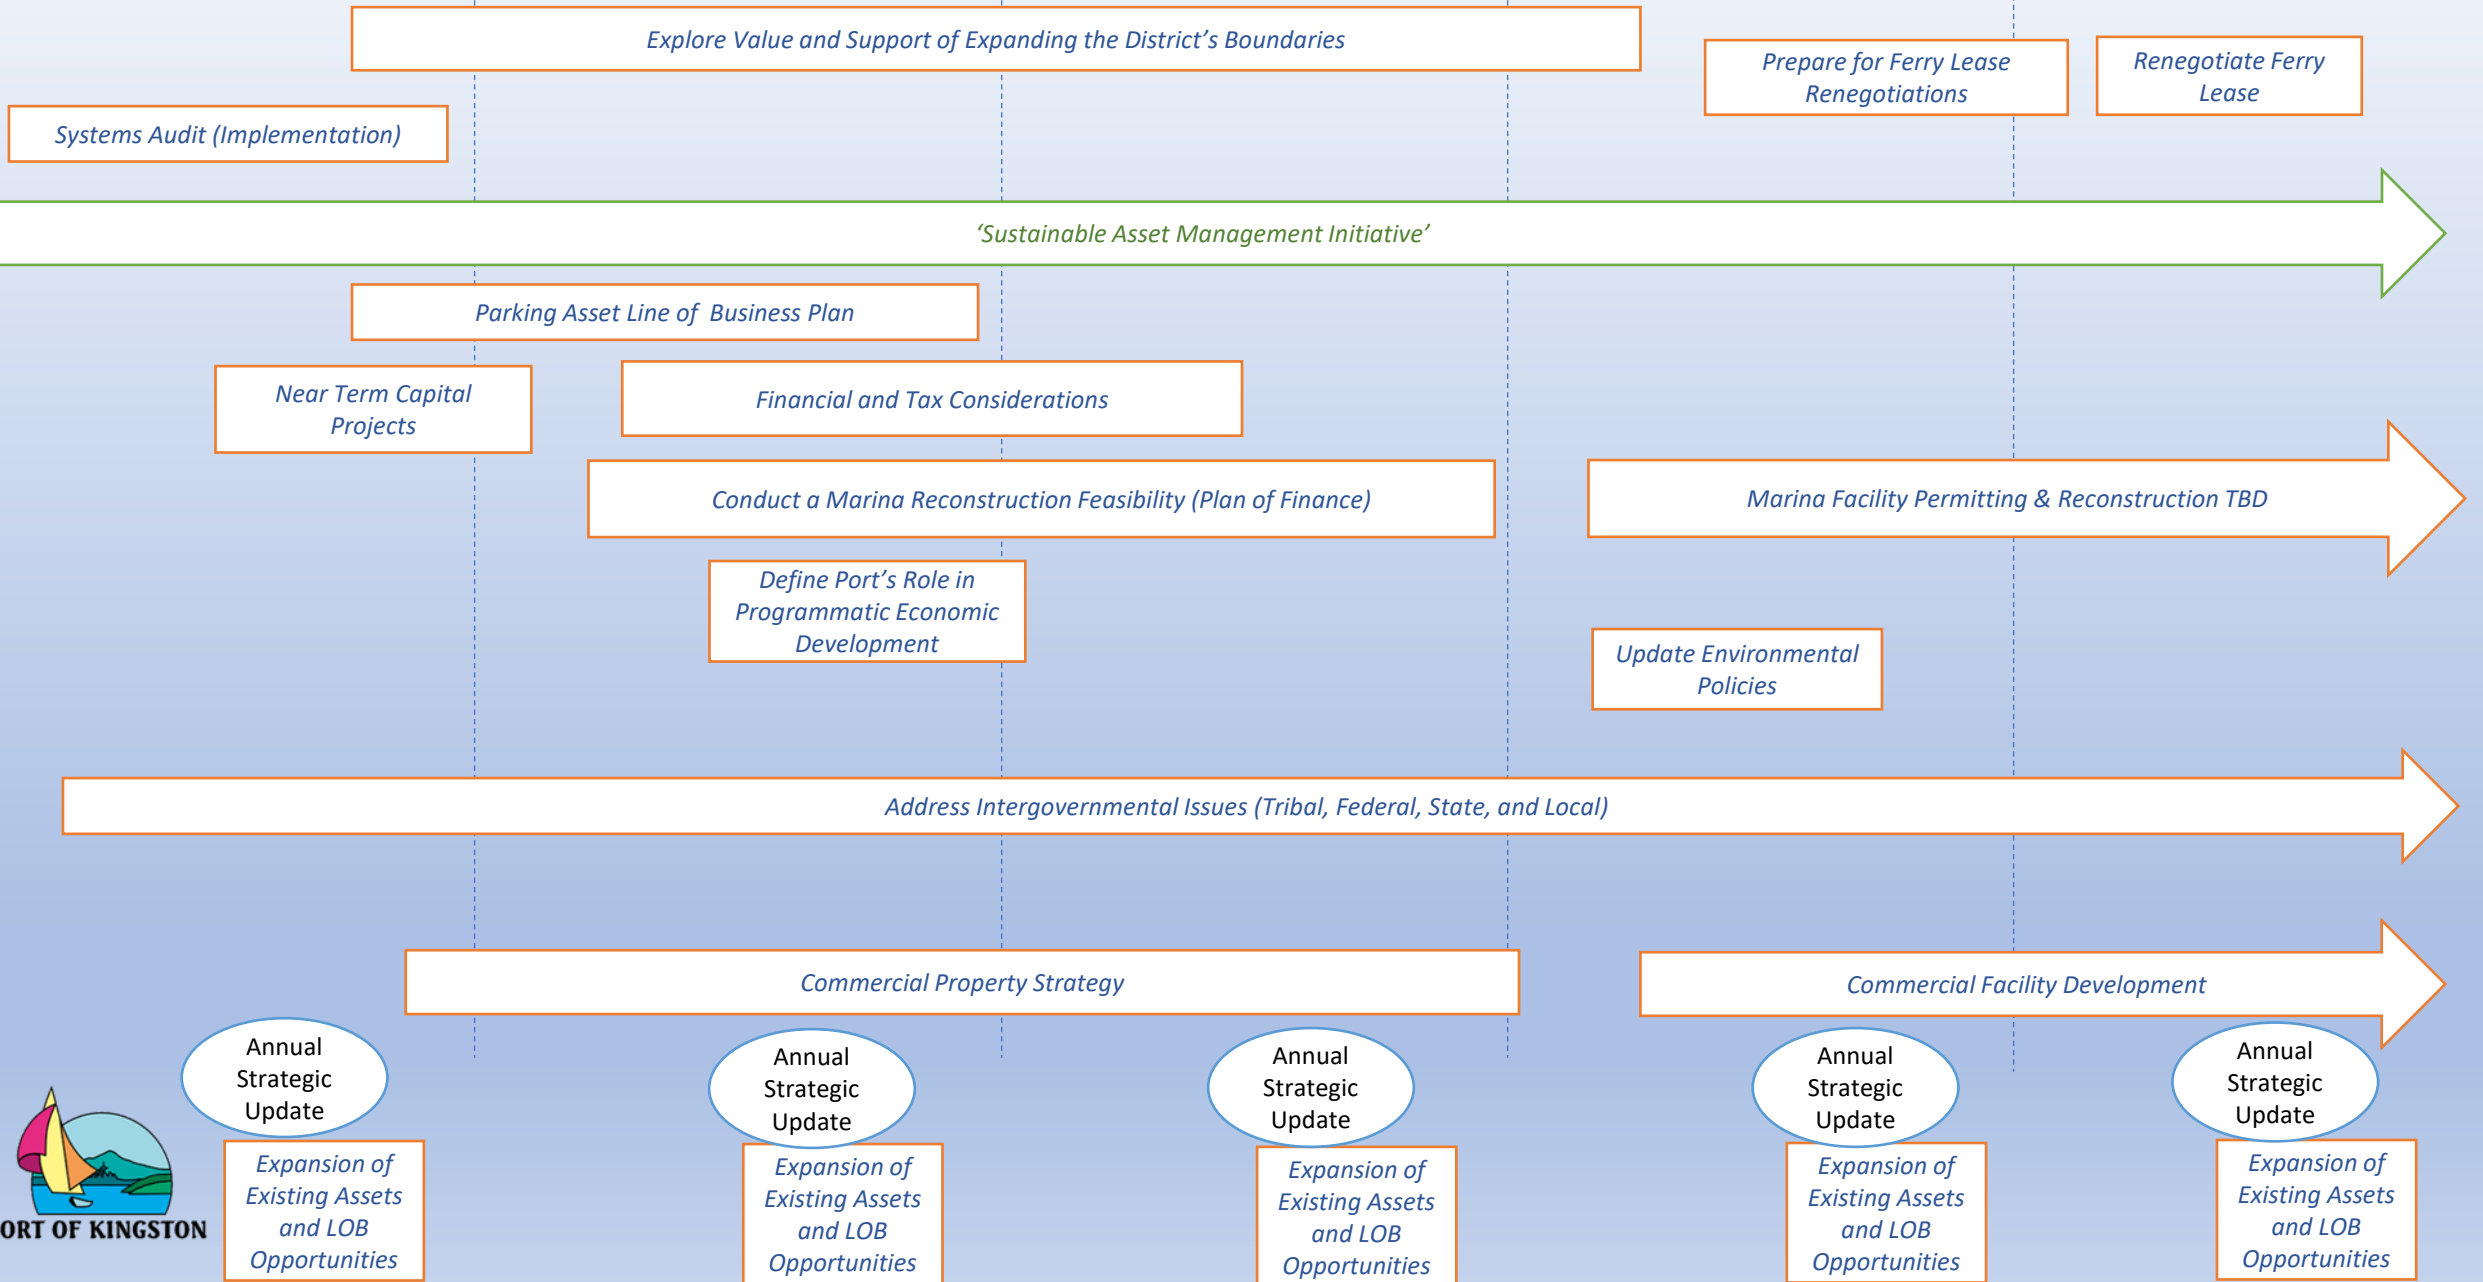 Explore Value and Support of Expanding the District’s Boundaries
Prepare for Ferry Lease
Renegotiations
Renegotiate Ferry
Lease
Systems Audit (Implementation)
‘Sustainable Asset Management Initiative’
Parking Asset Line of  Business Plan
Near Term Capital
Projects
Financial and Tax Considerations
Conduct a Marina Reconstruction Feasibility (Plan of Finance)
Marina Facility Permitting & Reconstruction TBD
Define Port’s Role in
Programmatic Economic
Development
Update Environmental
Policies
Address Intergovernmental Issues (Tribal, Federal, State, and Local)
Commercial Property Strategy
Commercial Facility Development
Annual
Strategic
Update
Annual
Strategic
Update
Annual
Strategic
Update
Annual
Strategic
Update
Annual
Strategic
Update
ORT OF KINGSTON
Expansion of
Existing Assets
and LOB
Opportunities
Expansion of
Existing Assets
and LOB
Opportunities
Expansion of
Existing Assets
and LOB
Opportunities
Expansion of
Existing Assets
and LOB
Opportunities
Expansion of
Existing Assets
and LOB
Opportunities